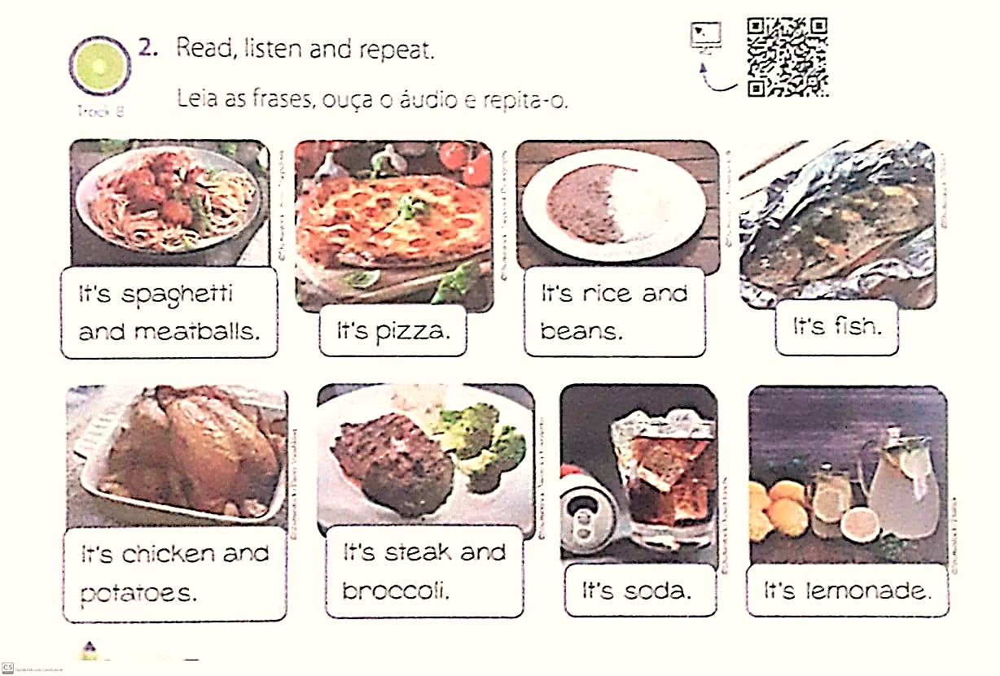 2. Read, listen and repeat.
Leia as frases, ouça o áudio e repita-o.
Track 8
It's spaghetti
and meatballs.
It's pizza.
It's rice and
beans.
It's fish.
It's chicken and
potatoes.
It's steak and
broccoli.
It's soda.
It's lemonade.
CS